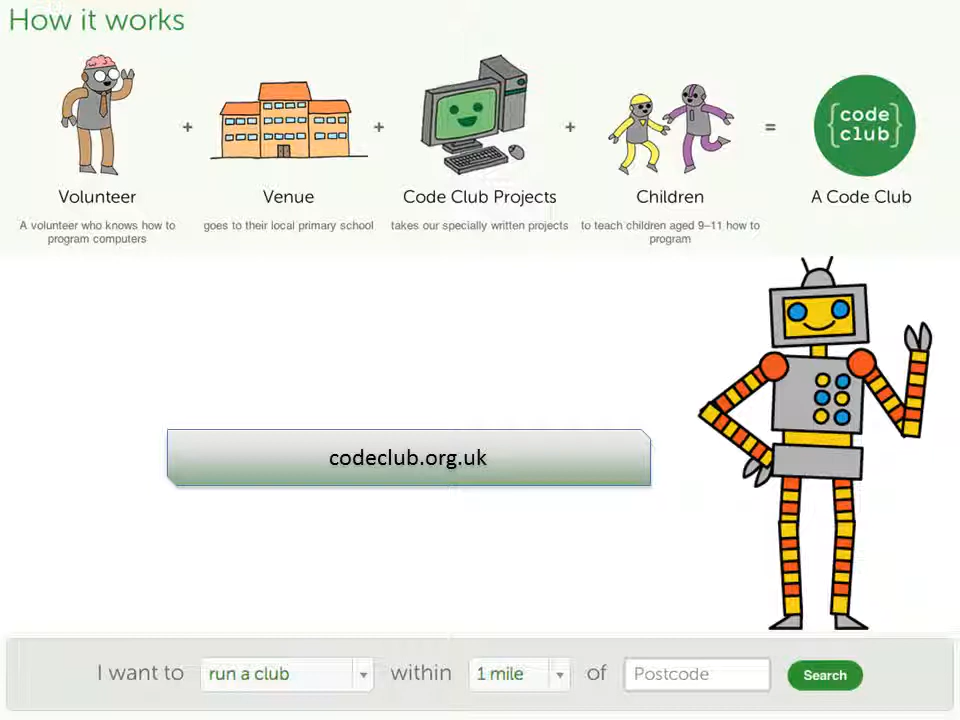 How it works
+ + + =
{code
club}
Volunteer
Venue
Code Club Projects
Children
A Code Club
A volunteer who knows how to
program computers
goes to their local primary school
takes our specially written projects
to teach children aged 9–11 how to
program
codeclub.org.uk
I want to run a club within 1 mile of Postcode Search